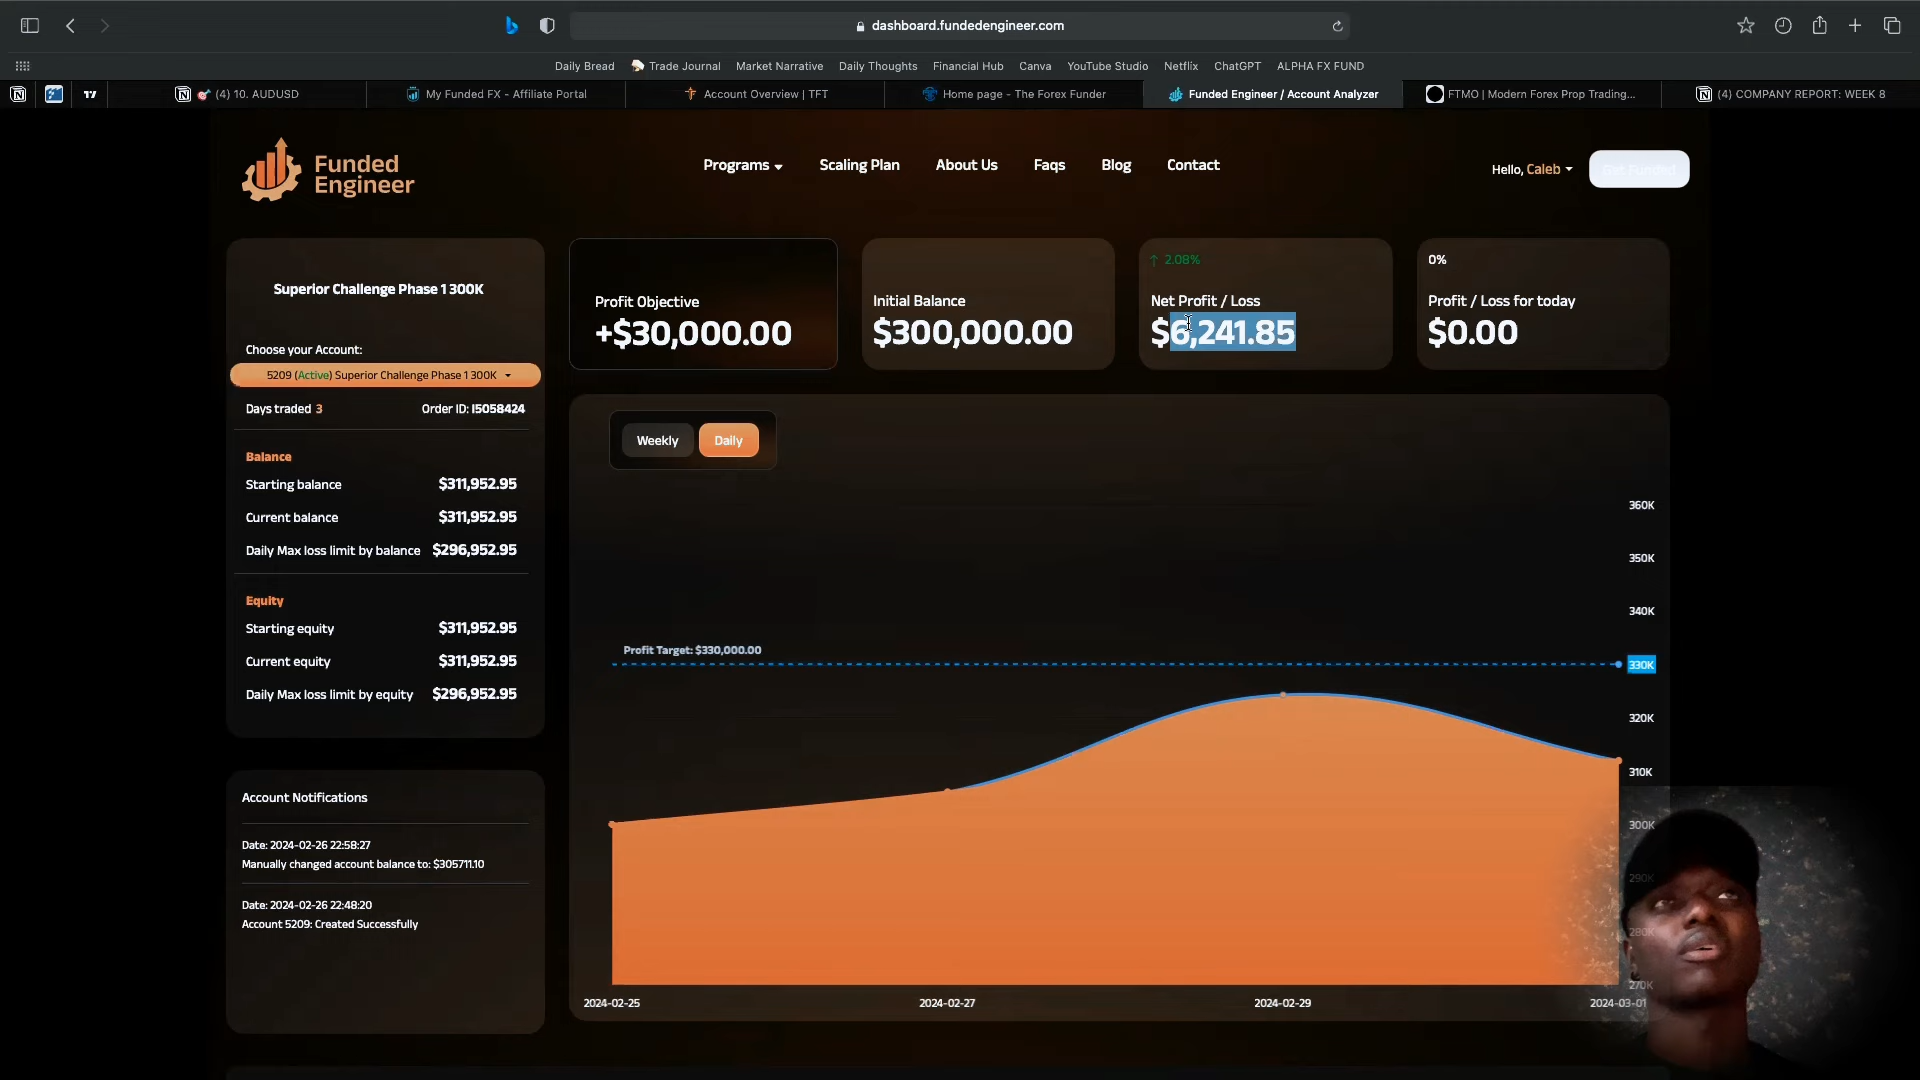 dashboard.fundedengineer.com
Daily Bread
Trade Journal
Market Narrative
Daily Thoughts
Financial Hub
Canva
YouTube Studio
Netflix
ChatGPT
ALPHA FX FUND
(4) 10. AUDUSD
My Funded FX - Affiliate Portal
Account Overview | TFT
Home page - The Forex Funder
Funded Engineer / Account Analyzer
FTMO | Modern Forex Prop Trading...
(4) COMPANY REPORT: WEEK 8
Funded
Engineer
Programs
Scaling Plan
About Us
Faqs
Blog
Contact
Hello, Caleb
Get Funded
Superior Challenge Phase 1 300K
Choose your Account:
5209 (Active) Superior Challenge Phase 1 300K
Days traded 3
Order ID: I5058424
Balance
Starting balance $311,952.95
Current balance $311,952.95
Daily Max loss limit by balance $296,952.95
Equity
Starting equity $311,952.95
Current equity $311,952.95
Daily Max loss limit by equity $296,952.95
Account Notifications
Date: 2024-02-26 22:58:27
Manually changed account balance to: $305711.10
Date: 2024-02-26 22:48:20
Account 5209: Created Successfully
Profit Objective
+$30,000.00
Initial Balance
$300,000.00
↑ 2.08%
Net Profit / Loss
$6,241.85
0%
Profit / Loss for today
$0.00
Weekly
Daily
Profit Target: $330,000.00
360K
350K
340K
330K
320K
310K
300K
290K
280K
270K
2024-02-25
2024-02-27
2024-02-29
2024-03-01